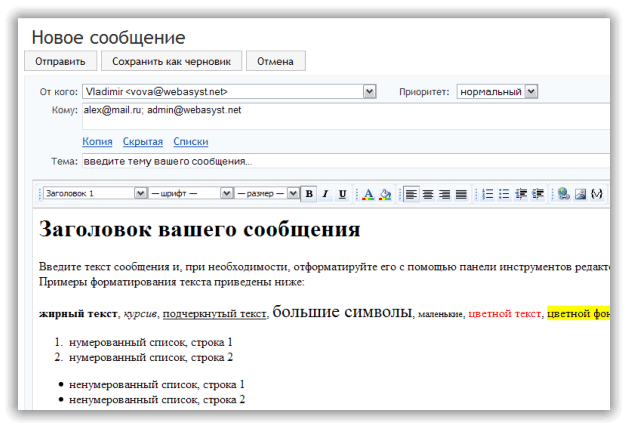 Новое сообщение
Отправить Сохранить как черновик Отмена
От кого: Vladimir <vova@webasyst.net> Приоритет: нормальный
Кому: alex@mail.ru; admin@webasyst.net
Копия Скрытая Списки
Тема: введите тему вашего сообщения...
Заголовок 1 — шрифт — — размер — B I U A
Заголовок вашего сообщения
Введите текст сообщения и, при необходимости, отформатируйте его с помощью панели инструментов редакто
Примеры форматирования текста приведены ниже:
жирный текст, курсив, подчеркнутый текст, большие символы, маленькие, цветной текст, цветной фон
1. нумерованный список, строка 1
2. нумерованный список, строка 2
• ненумерованный список, строка 1
• ненумерованный список, строка 2